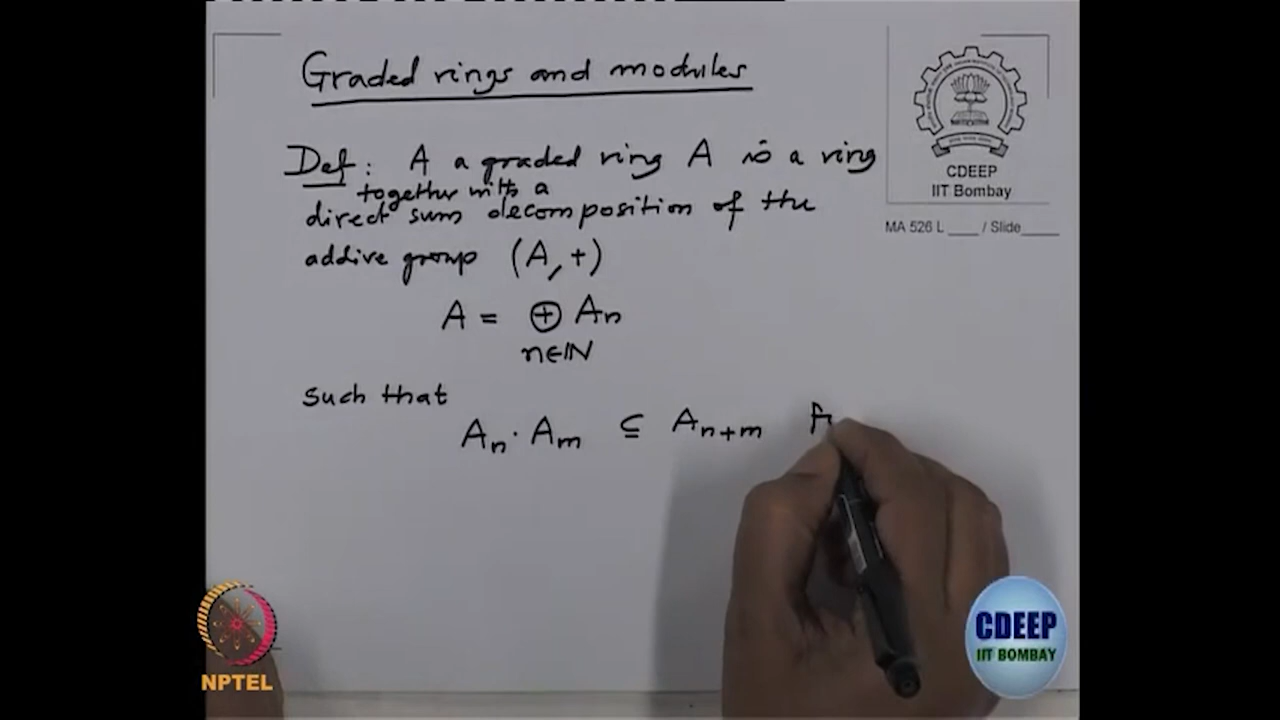 Graded rings and modules
Def: A a graded ring A is a ring
together with a
direct sum decomposition of the
addive group (A, +)
A = ⊕ An
n∈ℕ
such that
An · Am ⊆ An+m
CDEEP
IIT Bombay
MA 526 L ____ / Slide____
NPTEL
CDEEP
IIT BOMBAY